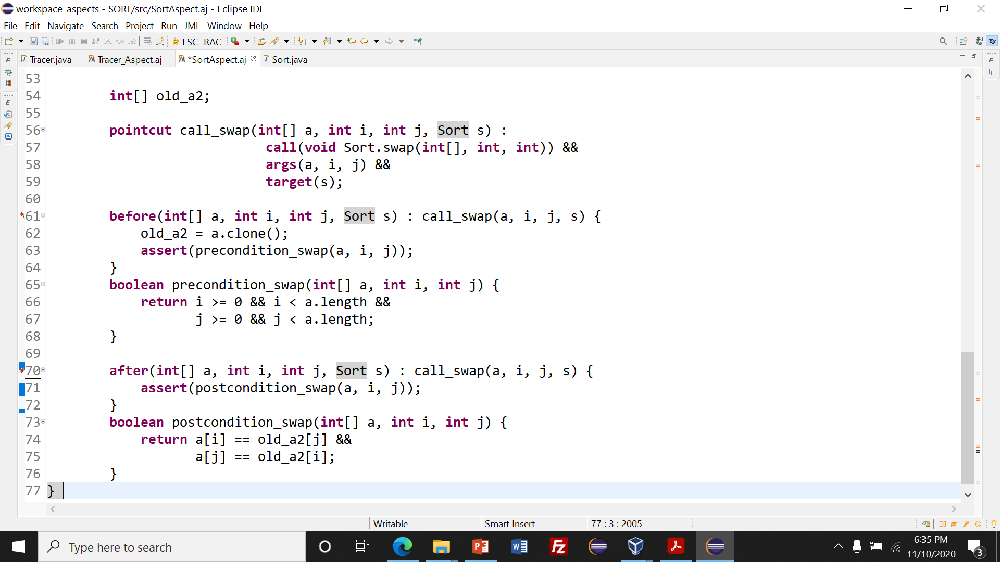 workspace_aspects - SORT/src/SortAspect.aj - Eclipse IDE
File Edit Navigate Search Project Run JML Window Help
ESC RAC
Tracer.java Tracer_Aspect.aj *SortAspect.aj Sort.java
53
54 int[] old_a2;
55
56 pointcut call_swap(int[] a, int i, int j, Sort s) :
57 call(void Sort.swap(int[], int, int)) &&
58 args(a, i, j) &&
59 target(s);
60
61 before(int[] a, int i, int j, Sort s) : call_swap(a, i, j, s) {
62 old_a2 = a.clone();
63 assert(precondition_swap(a, i, j));
64 }
65 boolean precondition_swap(int[] a, int i, int j) {
66 return i >= 0 && i < a.length &&
67 j >= 0 && j < a.length;
68 }
69
70 after(int[] a, int i, int j, Sort s) : call_swap(a, i, j, s) {
71 assert(postcondition_swap(a, i, j));
72 }
73 boolean postcondition_swap(int[] a, int i, int j) {
74 return a[i] == old_a2[j] &&
75 a[j] == old_a2[i];
76 }
77 }
Writable Smart Insert 77 : 3 : 2005
Type here to search
6:35 PM
11/10/2020
3